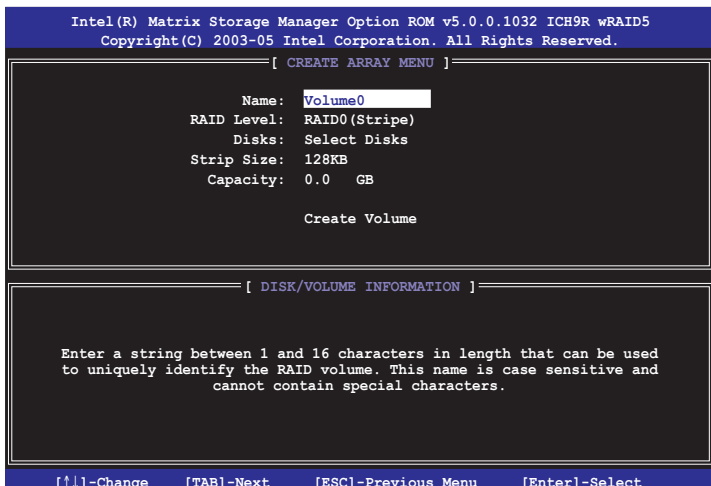 Intel(R) Matrix Storage Manager Option ROM v5.0.0.1032 ICH9R wRAID5
Copyright(C) 2003-05 Intel Corporation. All Rights Reserved.
[ CREATE ARRAY MENU ]
Name: Volume0
RAID Level: RAID0(Stripe)
Disks: Select Disks
Strip Size: 128KB
Capacity: 0.0 GB
Create Volume
[ DISK/VOLUME INFORMATION ]
Enter a string between 1 and 16 characters in length that can be used
to uniquely identify the RAID volume. This name is case sensitive and
cannot contain special characters.
[↑↓]-Change [TAB]-Next [ESC]-Previous Menu [Enter]-Select